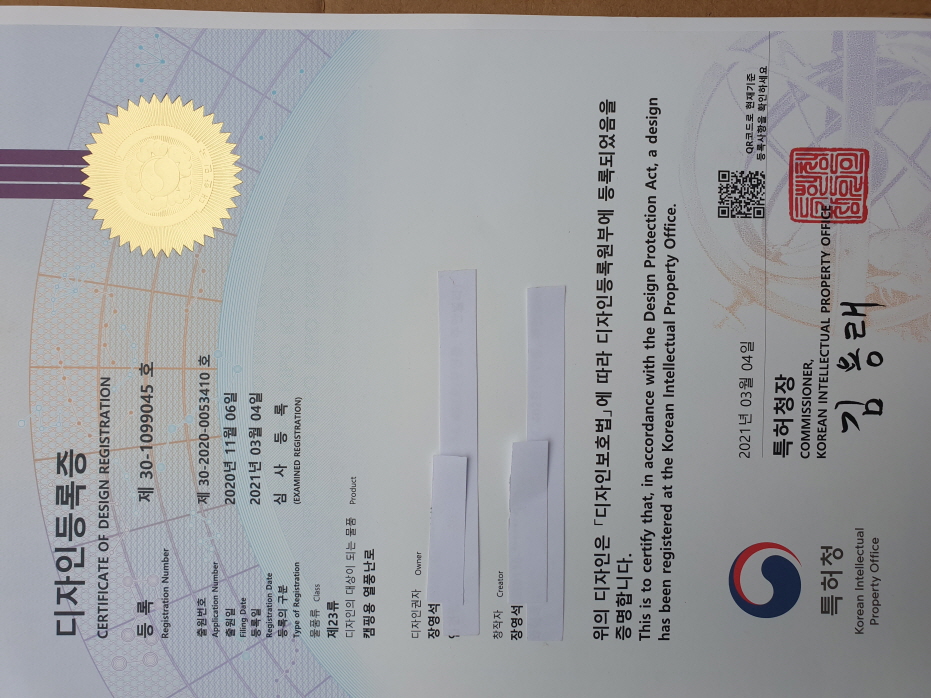 디자인등록증
CERTIFICATE OF DESIGN REGISTRATION
등록 제 30-1099045 호
Registration Number
출원번호 제 30-2020-0053410 호
Application Number
출원일 2020년 11월 06일
Filing Date
등록일 2021년 03월 04일
Registration Date
등록의 구분 심 사 등 록
Type of Registration (EXAMINED REGISTRATION)
물품류 Class
제23류
디자인의 대상이 되는 물품 Product
캠핑용 열풍난로
디자인권자 Owner
장영석
창작자 Creator
장영석
위의 디자인은 「디자인보호법」에 따라 디자인등록원부에 등록되었음을
증명합니다.
This is to certify that, in accordance with the Design Protection Act, a design
has been registered at the Korean Intellectual Property Office.
QR코드로 현재기준
등록사항을 확인하세요
2021년 03월 04일
특허청장
COMMISSIONER,
KOREAN INTELLECTUAL PROPERTY OFFICE
김용래
특허청
Korean Intellectual
Property Office